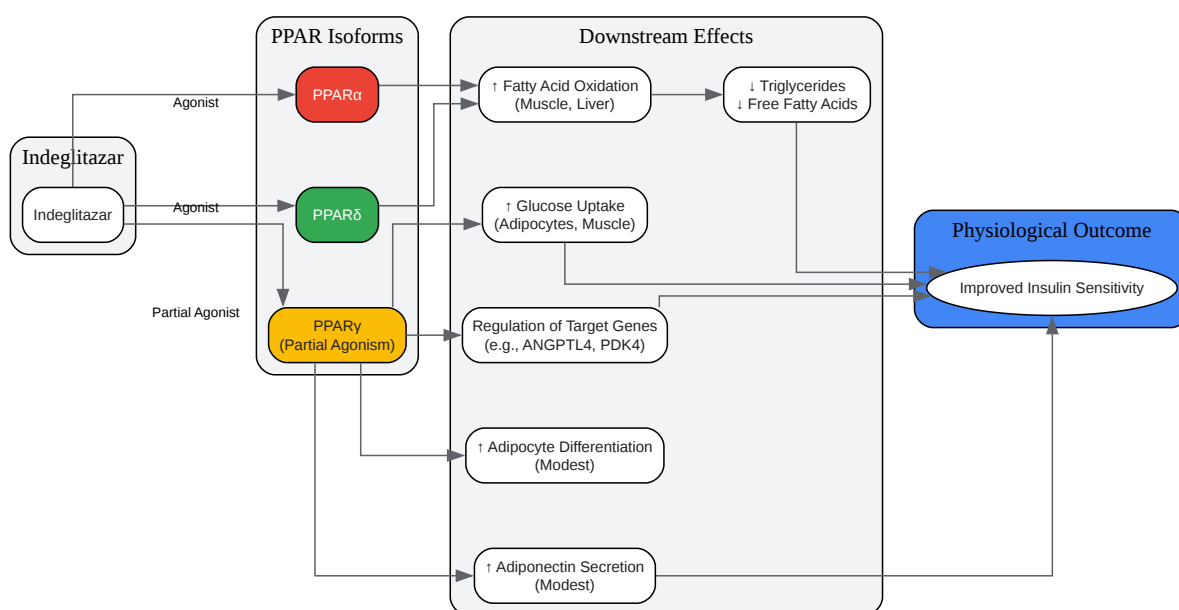 PPAR Isoforms
Downstream Effects
PPARα
↑ Fatty Acid Oxidation
(Muscle, Liver)
↓ Triglycerides
↓ Free Fatty Acids
Agonist
Indeglitazar
Indeglitazar
Agonist
PPARδ
↑ Glucose Uptake
(Adipocytes, Muscle)
Physiological Outcome
Improved Insulin Sensitivity
Partial Agonist
PPARγ
(Partial Agonism)
Regulation of Target Genes
(e.g., ANGPTL4, PDK4)
↑ Adipocyte Differentiation
(Modest)
↑ Adiponectin Secretion
(Modest)